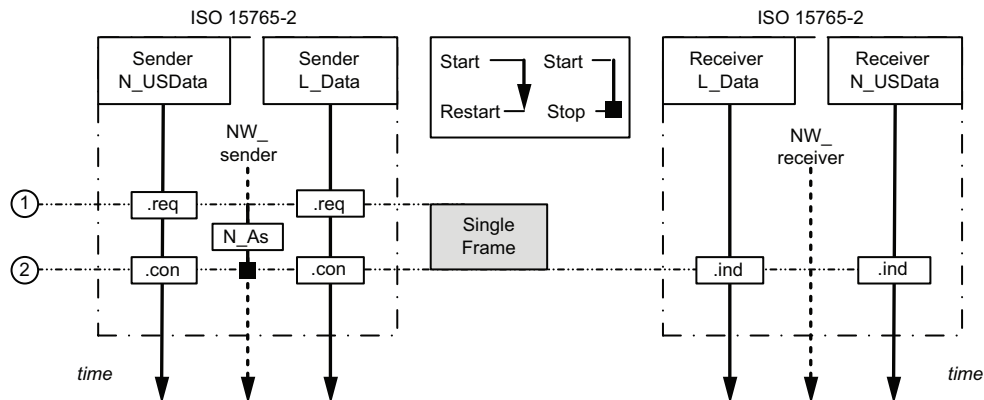 ISO 15765-2
ISO 15765-2
Sender
N_USData
Sender
L_Data
Start
Start
Restart
Stop
Receiver
L_Data
Receiver
N_USData
NW_
sender
NW_
receiver
1
.req
.req
N_As
Single
Frame
2
.con
.con
.ind
.ind
time
time